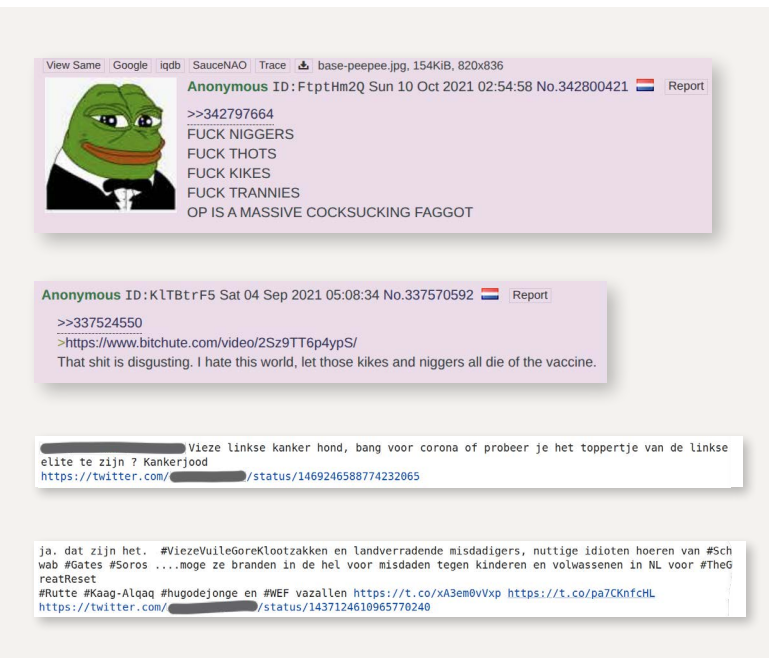 View Same Google iqdb SauceNAO Trace base-peepee.jpg, 154KiB, 820x836
Anonymous ID:FtptHm2Q Sun 10 Oct 2021 02:54:58 No.342800421 Report
>>342797664
FUCK NIGGERS
FUCK THOTS
FUCK KIKES
FUCK TRANNIES
OP IS A MASSIVE COCKSUCKING FAGGOT
Anonymous ID:KlTBtrF5 Sat 04 Sep 2021 05:08:34 No.337570592 Report
>>337524550
>https://www.bitchute.com/video/2Sz9TT6p4ypS/
That shit is disgusting. I hate this world, let those kikes and niggers all die of the vaccine.
Vieze linkse kanker hond, bang voor corona of probeer je het toppertje van de linkse
elite te zijn ? Kankerjood
https://twitter.com/ /status/1469246588774232065
ja. dat zijn het. #ViezeVuileGoreKlootzakken en landverradende misdadigers, nuttige idioten hoeren van #Sch
wab #Gates #Soros ....moge ze branden in de hel voor misdaden tegen kinderen en volwassenen in NL voor #TheG
reatReset
#Rutte #Kaag-Alqaq #hugodejonge en #WEF vazallen https://t.co/xA3em0vVxp https://t.co/pa7CKnfcHL
https://twitter.com/ /status/1437124610965770240